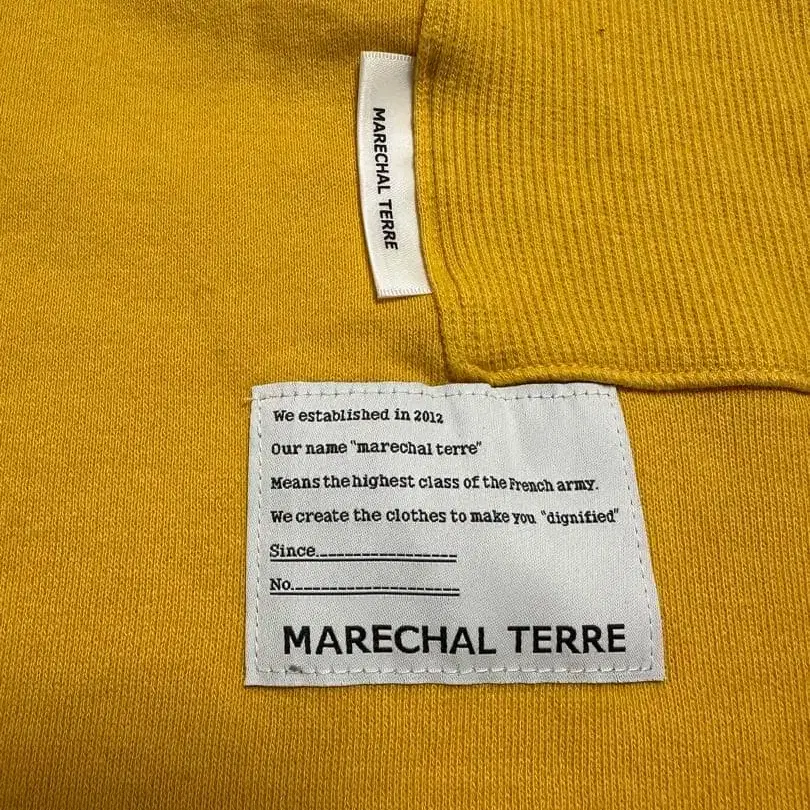 MARECHAL TERRE
We established in 2012
Our name "marechal terre"
Means the highest class of the French army.
We create the clothes to make you "dignified"
Since
No.
MARECHAL TERRE